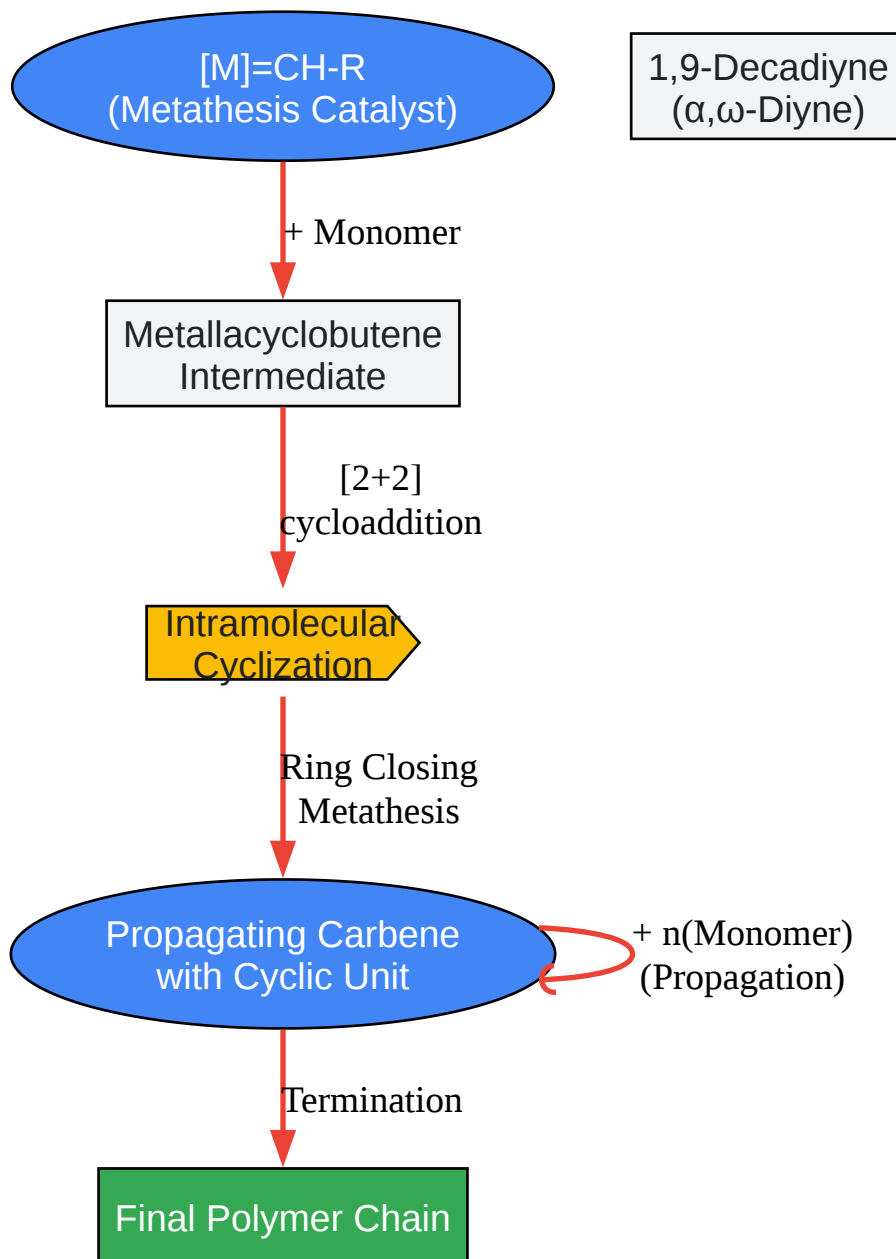 [M]=CH-R
(Metathesis Catalyst)
1,9-Decadiyne
(α,ω-Diyne)
+ Monomer
Metallacyclobutene
Intermediate
[2+2]
cycloaddition
Intramolecular
Cyclization
Ring Closing
Metathesis
Propagating Carbene
with Cyclic Unit
+ n(Monomer)
(Propagation)
Termination
Final Polymer Chain